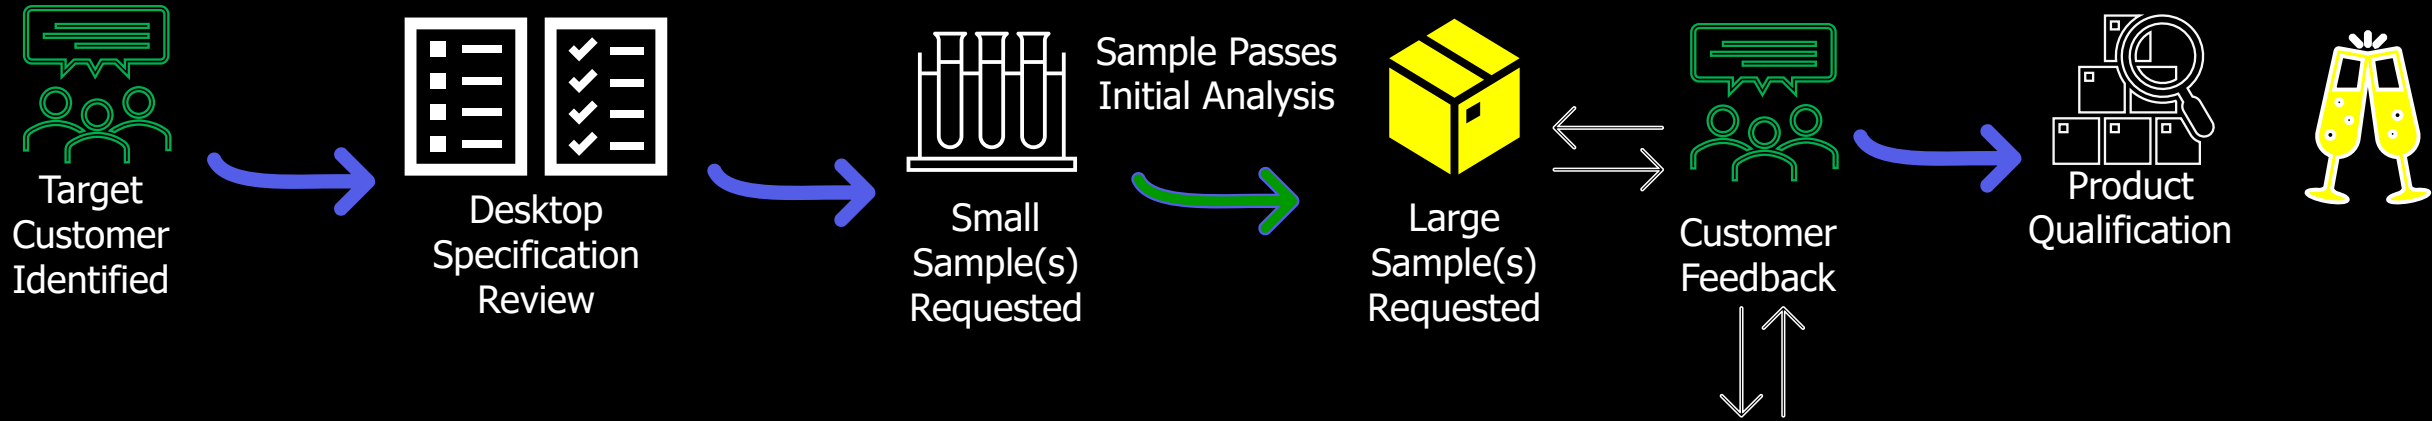 Target
Customer
Identified
Desktop
Specification
Review
Small
Sample(s)
Requested
Sample Passes
Initial Analysis
Large
Sample(s)
Requested
Customer
Feedback
Product
Qualification